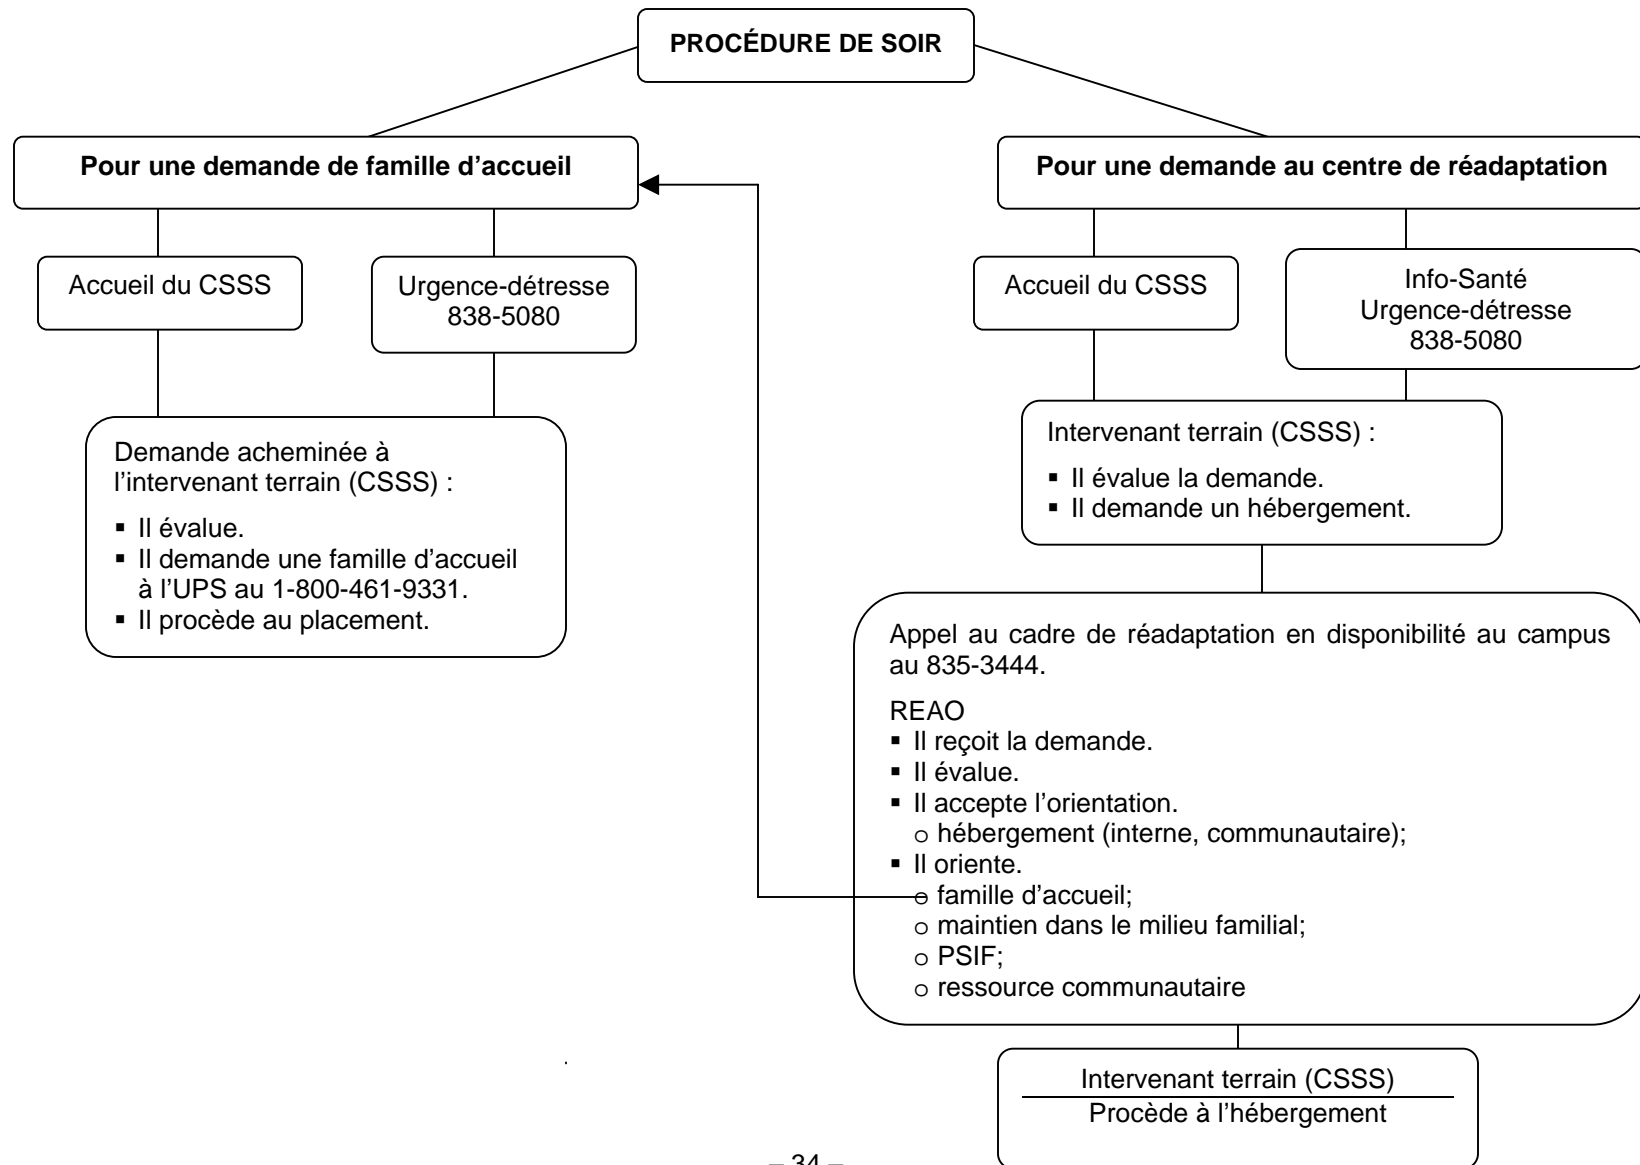 PROCÉDURE DE SOIR
Pour une demande de famille d'accueil
Accueil du CSSS
Urgence-détresse
838-5080
Demande acheminée à
l'intervenant terrain (CSSS) :
▪ Il évalue.
▪ Il demande une famille d'accueil
à l'UPS au 1-800-461-9331.
▪ Il procède au placement.
Pour une demande au centre de réadaptation
Accueil du CSSS
Info-Santé
Urgence-détresse
838-5080
Intervenant terrain (CSSS) :
▪ Il évalue la demande.
▪ Il demande un hébergement.
Appel au cadre de réadaptation en disponibilité au campus
au 835-3444.
REAO
▪ Il reçoit la demande.
▪ Il évalue.
▪ Il accepte l'orientation.
o hébergement (interne, communautaire);
▪ Il oriente.
o famille d'accueil;
o maintien dans le milieu familial;
o PSIF;
o ressource communautaire
Intervenant terrain (CSSS)
Procède à l'hébergement
– 34 –